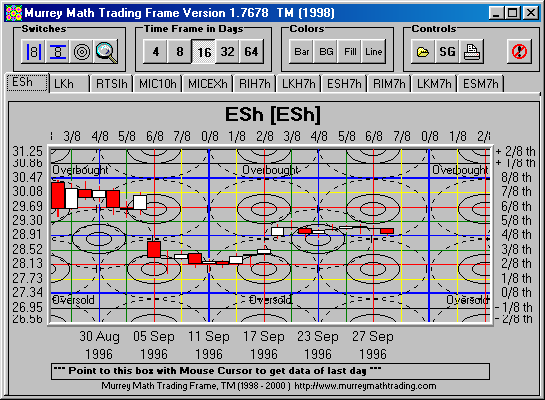 Murrey Math Trading Frame Version 1.7678 TM (1998)
Switches Time Frame in Days Colors Controls
4 8 16 32 64 Bar BG Fill Line SG
ESh LKh RTSIh MIC10h MICEXh RIH7h LKH7h ESH7h RIM7h LKM7h ESM7h
ESh [ESh]
3/8 4/8 5/8 6/8 7/8 0/8 1/8 2/8 3/8 4/8 5/8 6/8 7/8 0/8 1/8 2/8
31.25 + 2/8 th
30.86 + 1/8 th
Overbought Overbought Overbought
30.47 8/8 th
30.08 7/8 th
29.69 6/8 th
29.30 5/8 th
28.91 4/8 th
28.52 3/8 th
28.13 2/8 th
27.73 1/8 th
27.34 0/8 th
Oversold Oversold Oversold
26.95 - 1/8 th
26.56 - 2/8 th
30 Aug 05 Sep 11 Sep 17 Sep 23 Sep 27 Sep
1996 1996 1996 1996 1996 1996
*** Point to this box with Mouse Cursor to get data of last dag ***
Murrey Math Trading Frame, TM (1998 - 2000 ) http://www.murreymathtrading.com